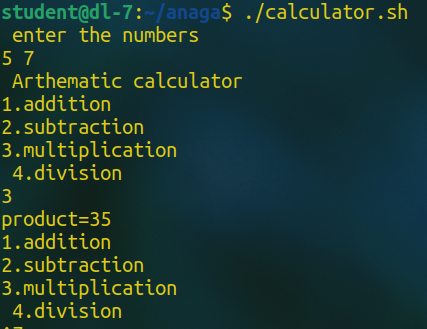 student@dl-7:~/anaga$ ./calculator.sh
enter the numbers
5 7
Arthematic calculator
1.addition
2.subtraction
3.multiplication
4.division
3
product=35
1.addition
2.subtraction
3.multiplication
4.division